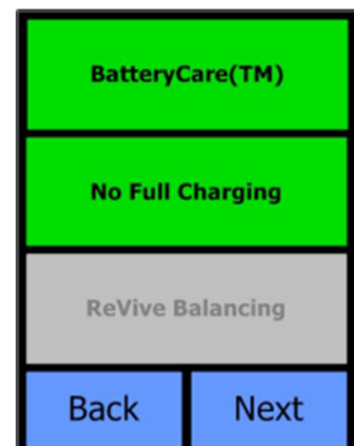 BatteryCare(TM)
No Full Charging
ReVive Balancing
Back Next